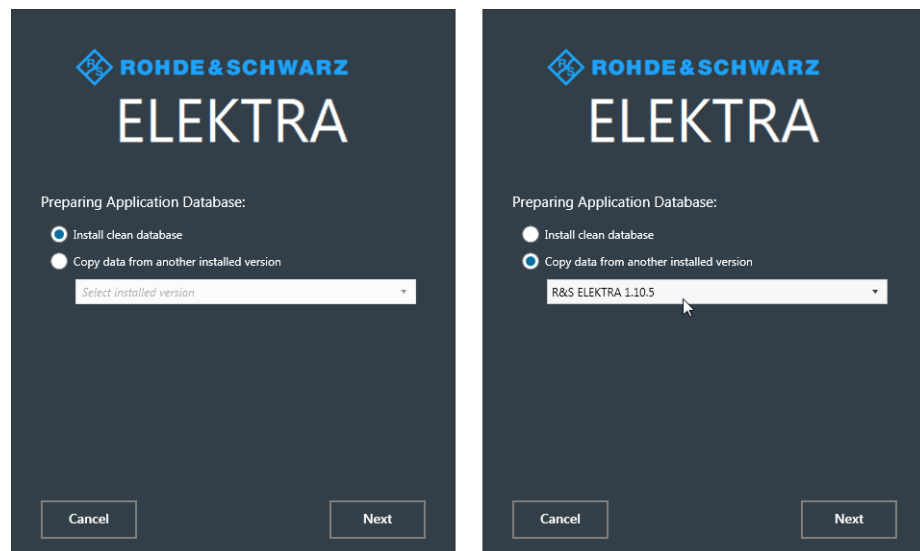 R&S ROHDE&SCHWARZ
ELEKTRA
Preparing Application Database:
Install clean database
Copy data from another installed version
Select installed version
Cancel
Next
R&S ROHDE&SCHWARZ
ELEKTRA
Preparing Application Database:
Install clean database
Copy data from another installed version
R&S ELEKTRA 1.10.5
Cancel
Next